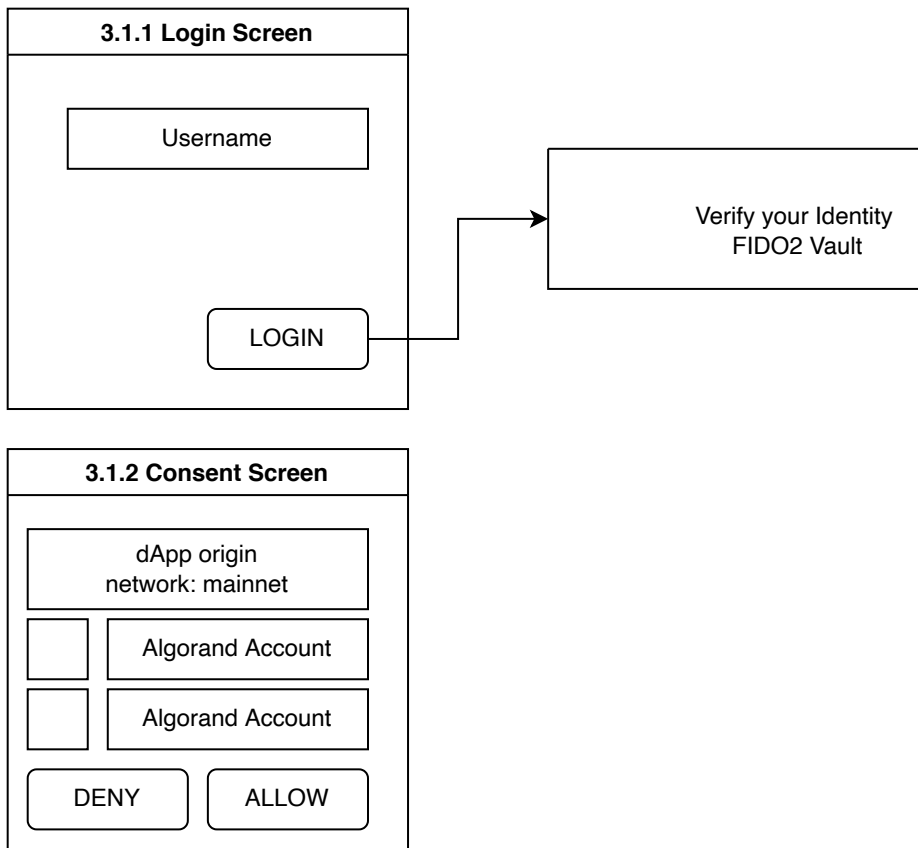 3.1.1 Login Screen
Username
LOGIN
Verify your Identity
FIDO2 Vault
3.1.2 Consent Screen
dApp origin
network: mainnet
Algorand Account
Algorand Account
DENY
ALLOW